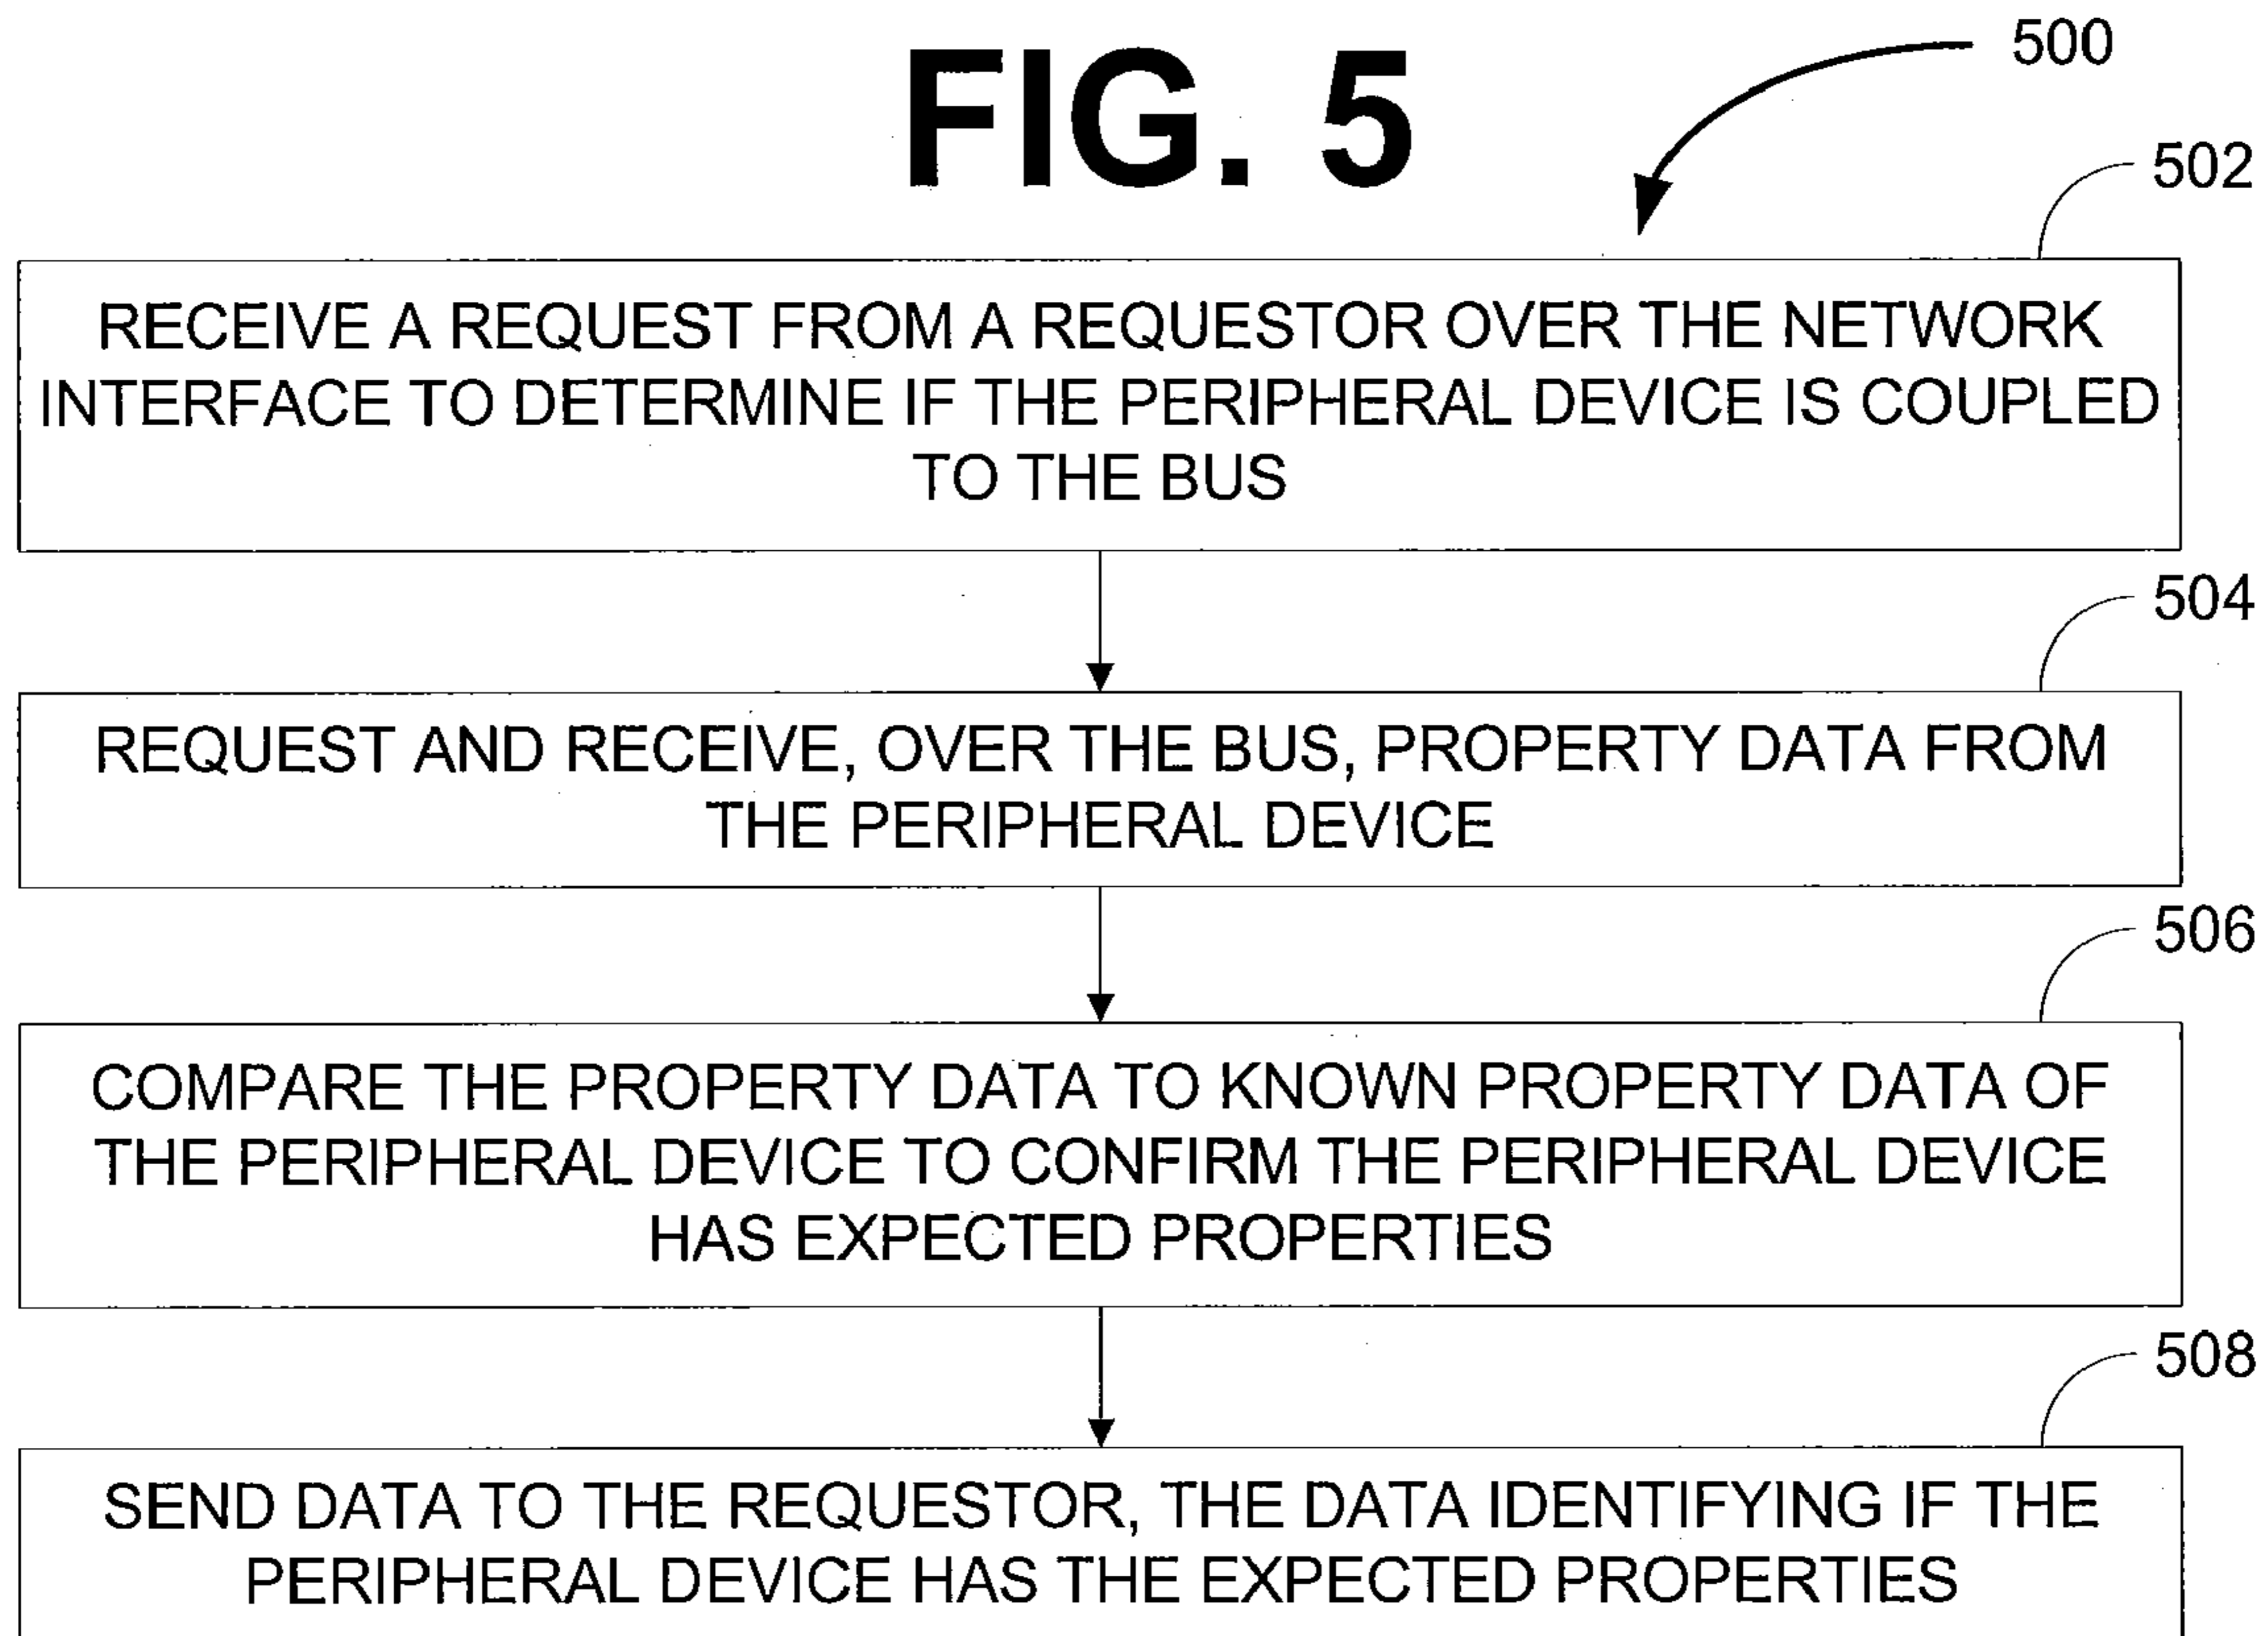 FIG. 5
500
502
RECEIVE A REQUEST FROM A REQUESTOR OVER THE NETWORK
INTERFACE TO DETERMINE IF THE PERIPHERAL DEVICE IS COUPLED
TO THE BUS
504
REQUEST AND RECEIVE, OVER THE BUS, PROPERTY DATA FROM
THE PERIPHERAL DEVICE
506
COMPARE THE PROPERTY DATA TO KNOWN PROPERTY DATA OF
THE PERIPHERAL DEVICE TO CONFIRM THE PERIPHERAL DEVICE
HAS EXPECTED PROPERTIES
508
SEND DATA TO THE REQUESTOR, THE DATA IDENTIFYING IF THE
PERIPHERAL DEVICE HAS THE EXPECTED PROPERTIES